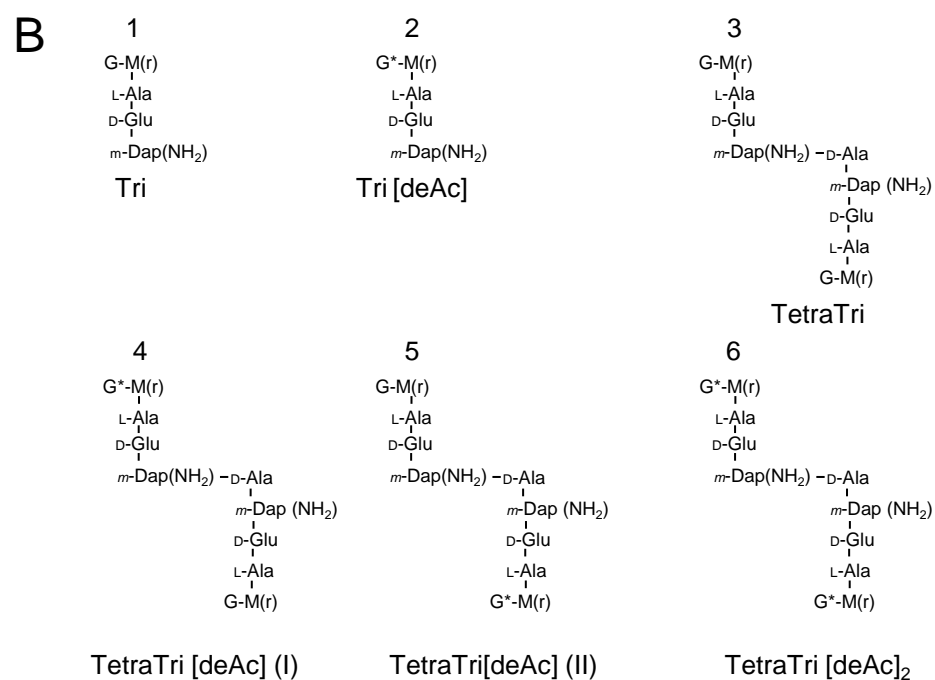 B
1
G-M(r)
L-Ala
D-Glu
m-Dap(NH₂)
Tri
2
G*-M(r)
L-Ala
D-Glu
m-Dap(NH₂)
Tri [deAc]
3
G-M(r)
L-Ala
D-Glu
m-Dap(NH₂) –D-Ala
m-Dap (NH₂)
D-Glu
L-Ala
G-M(r)
TetraTri
4
G*-M(r)
L-Ala
D-Glu
m-Dap(NH₂) –D-Ala
m-Dap (NH₂)
D-Glu
L-Ala
G-M(r)
TetraTri [deAc] (I)
5
G-M(r)
L-Ala
D-Glu
m-Dap(NH₂) –D-Ala
m-Dap (NH₂)
D-Glu
L-Ala
G*-M(r)
TetraTri[deAc] (II)
6
G*-M(r)
L-Ala
D-Glu
m-Dap(NH₂) –D-Ala
m-Dap (NH₂)
D-Glu
L-Ala
G*-M(r)
TetraTri [deAc]₂